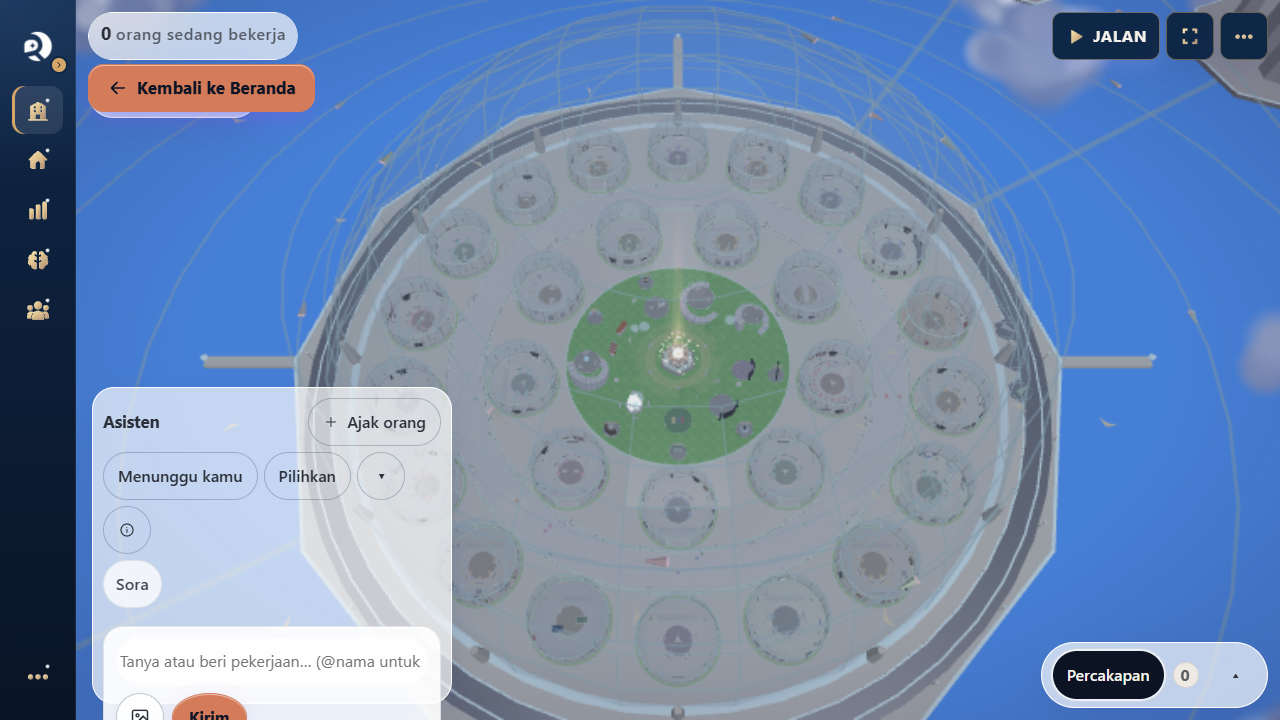 0 orang sedang bekerja
JALAN
Kembali ke Beranda
Asisten
Ajak orang
Menunggu kamu
Pilihkan
Sora
Tanya atau beri pekerjaan... (@nama untuk
Kirim
Percakapan
0